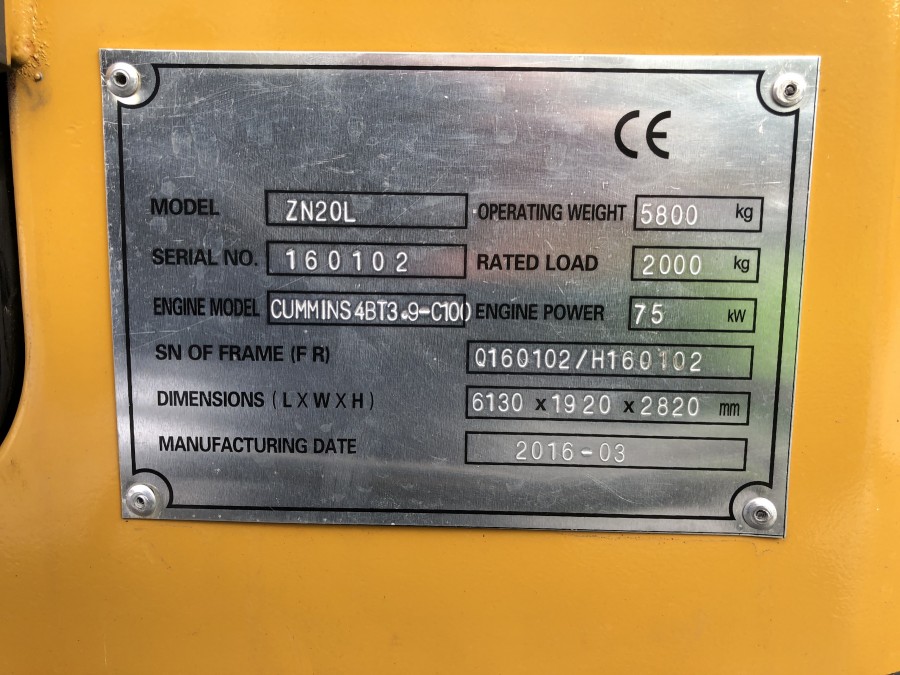 CE
MODEL ZN20L OPERATING WEIGHT 5800 kg
SERIAL NO. 160102 RATED LOAD 2000 kg
ENGINE MODEL CUMMINS 4BT3.9-C100 ENGINE POWER 75 kW
SN OF FRAME (F R) Q160102/H160102
DIMENSIONS (L X W X H) 6130 x 1920 x 2820 mm
MANUFACTURING DATE 2016-03